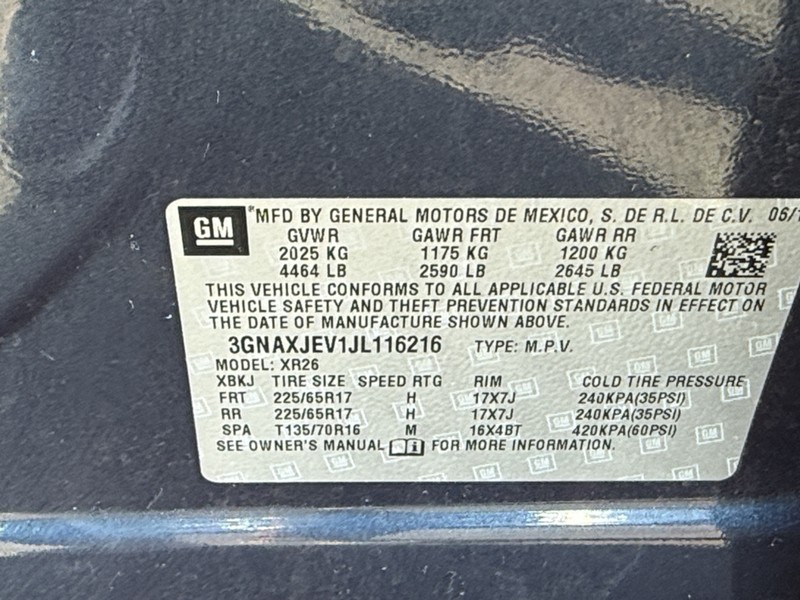 GM MFD BY GENERAL MOTORS DE MEXICO, S. DE R.L. DE C.V. 06/1
GVWR GAWR FRT GAWR RR
2025 KG 1175 KG 1200 KG
4464 LB 2590 LB 2645 LB
THIS VEHICLE CONFORMS TO ALL APPLICABLE U.S. FEDERAL MOTOR
VEHICLE SAFETY AND THEFT PREVENTION STANDARDS IN EFFECT ON
THE DATE OF MANUFACTURE SHOWN ABOVE.
3GNAXJEV1JL116216 TYPE: M.P.V.
MODEL: XR26
XBKJ TIRE SIZE SPEED RTG RIM COLD TIRE PRESSURE
FRT 225/65R17 H 17X7J 240KPA(35PSI)
RR 225/65R17 H 17X7J 240KPA(35PSI)
SPA T135/70R16 M 16X4BT 420KPA(60PSI)
SEE OWNER'S MANUAL FOR MORE INFORMATION.